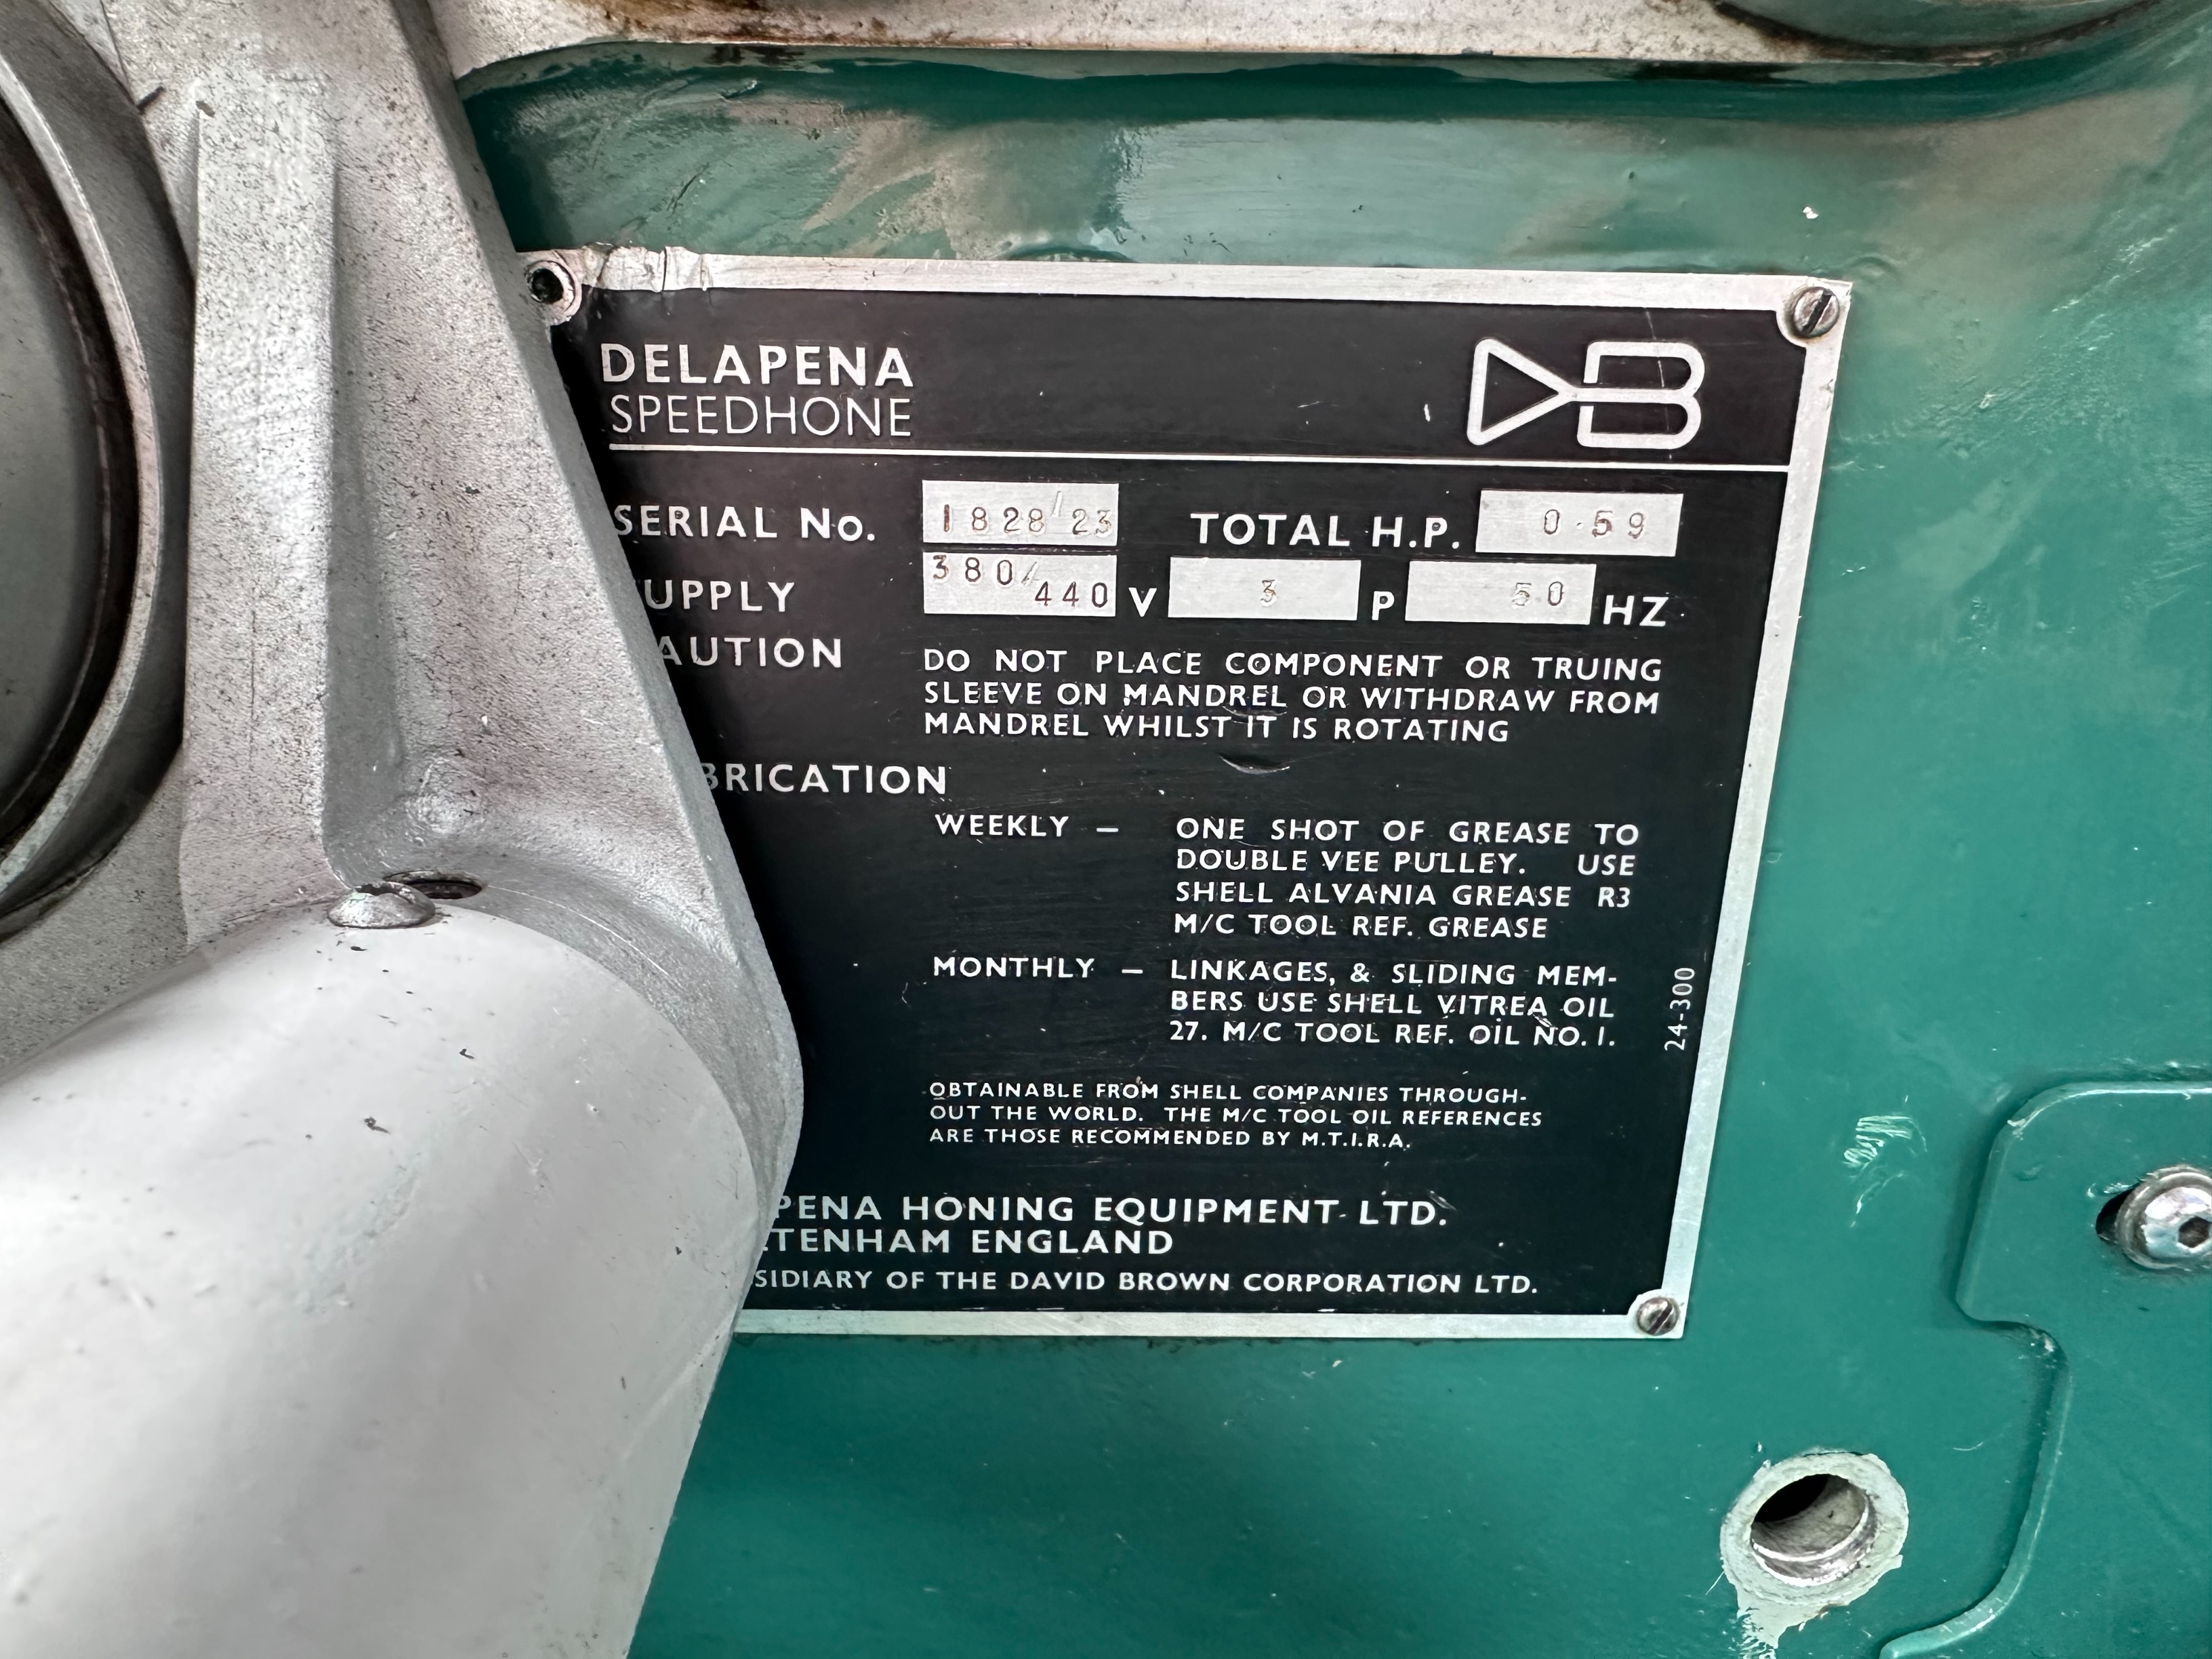 DELAPENA
SPEEDHONE
DB
SERIAL No. 1828/23 TOTAL H.P. 0.59
UPPLY 380/440 V 3 P 50 HZ
AUTION DO NOT PLACE COMPONENT OR TRUING
SLEEVE ON MANDREL OR WITHDRAW FROM
MANDREL WHILST IT IS ROTATING
BRICATION
WEEKLY — ONE SHOT OF GREASE TO
DOUBLE VEE PULLEY. USE
SHELL ALVANIA GREASE R3
M/C TOOL REF. GREASE
MONTHLY — LINKAGES, & SLIDING MEM-
BERS USE SHELL VITREA OIL
27. M/C TOOL REF. OIL NO. 1.
24-300
OBTAINABLE FROM SHELL COMPANIES THROUGH-
OUT THE WORLD. THE M/C TOOL OIL REFERENCES
ARE THOSE RECOMMENDED BY M.T.I.R.A.
PENA HONING EQUIPMENT LTD.
TENHAM ENGLAND
SIDIARY OF THE DAVID BROWN CORPORATION LTD.